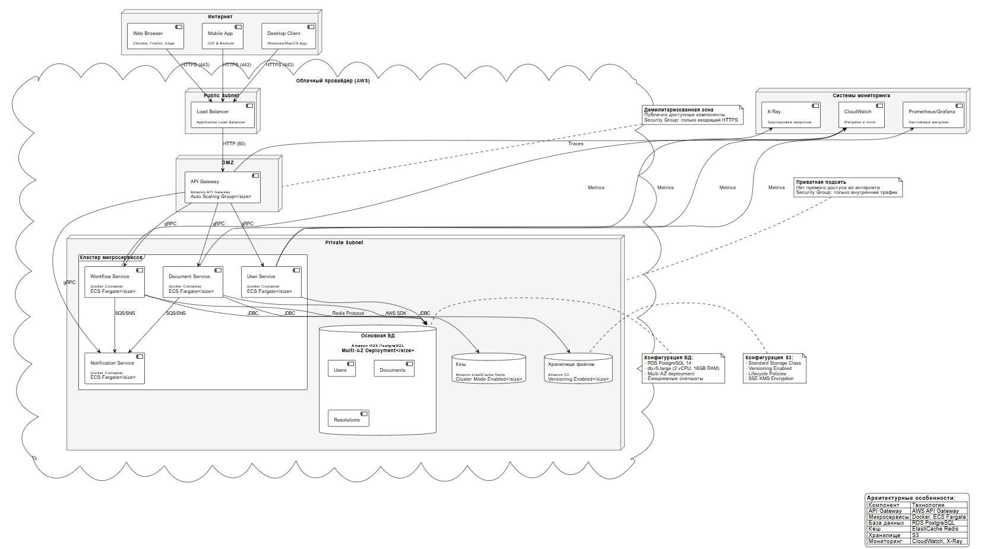 Интернет
Web Browser
Chrome, Firefox, Edge
Mobile App
iOS & Android
Desktop Client
Windows/MacOS App
HTTPS (443)
HTTPS (443)
HTTPS (443)
Облачный провайдер (AWS)
Public Subnet
Load Balancer
Application Load Balancer
Демилитаризованная зона
Публично доступные компоненты
Security Group: только входящий HTTPS
Системы мониторинга
X-Ray
Трассировка запросов
CloudWatch
Метрики и логи
Prometheus/Grafana
Кастомные метрики
HTTP (80)
Traces
DMZ
API Gateway
Amazon API Gateway
Auto Scaling Group</size>
Metrics
Metrics
Metrics
Metrics
Приватная подсеть
Нет прямого доступа из интернета
Security Group: только внутренний трафик
gRPC
gRPC
gRPC
Private Subnet
Кластер микросервисов
Workflow Service
Docker Container
ECS Fargate</size>
Document Service
Docker Container
ECS Fargate</size>
User Service
Docker Container
ECS Fargate</size>
gRPC
SQS/SNS
SQS/SNS
JDBC
JDBC
Redis Protocol
AWS SDK
JDBC
Основная БД
Amazon RDS PostgreSQL
Multi-AZ Deployment</size>
Users
Documents
Resolutions
Notification Service
Docker Container
ECS Fargate</size>
Кеш
Amazon ElastiCache Redis
Cluster Mode Enabled</size>
Хранилище файлов
Amazon S3
Versioning Enabled</size>
Конфигурация БД:
- RDS PostgreSQL 14
- db.r5.large (2 vCPU, 16GB RAM)
- Multi-AZ deployment
- Ежедневные снепшоты
Конфигурация S3:
- Standard Storage Class
- Versioning Enabled
- Lifecycle Policies
- SSE-KMS Encryption
Архитектурные особенности:
Компонент Технологии
API Gateway AWS API Gateway
Микросервисы Docker, ECS Fargate
База данных RDS PostgreSQL
Кеш ElastiCache Redis
Хранилище S3
Мониторинг CloudWatch, X-Ray